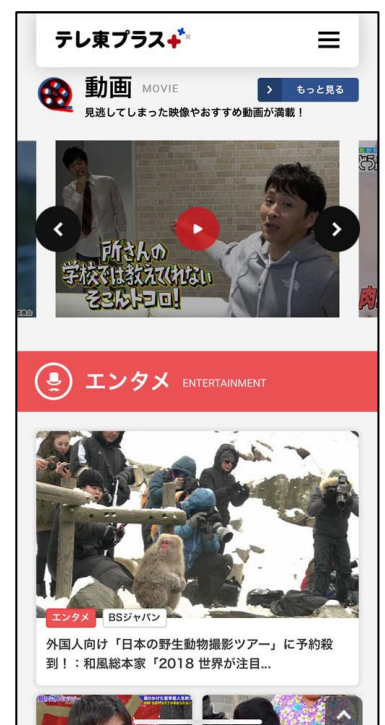 テレ東プラス
動画 MOVIE
もっと見る
見逃してしまった映像やおすすめ動画が満載！
所さんの
学校では教えてくれない
そこんトコロ!
エンタメ ENTERTAINMENT
エンタメ BSジャパン
外国人向け「日本の野生動物撮影ツアー」に予約殺
到！：和風総本家「2018 世界が注目...